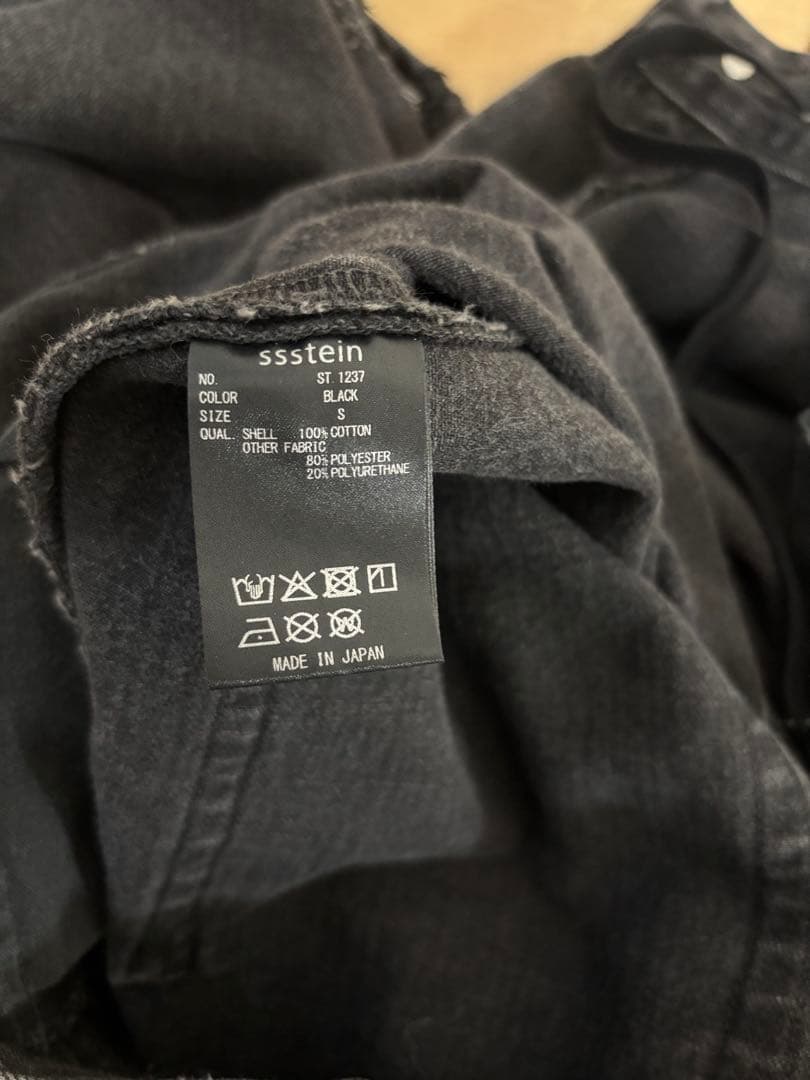 ssstein
NO. ST 1237
COLOR BLACK
SIZE S
QUAL. SHELL 100% COTTON
OTHER FABRIC
80% POLYESTER
20% POLYURETHANE
MADE IN JAPAN